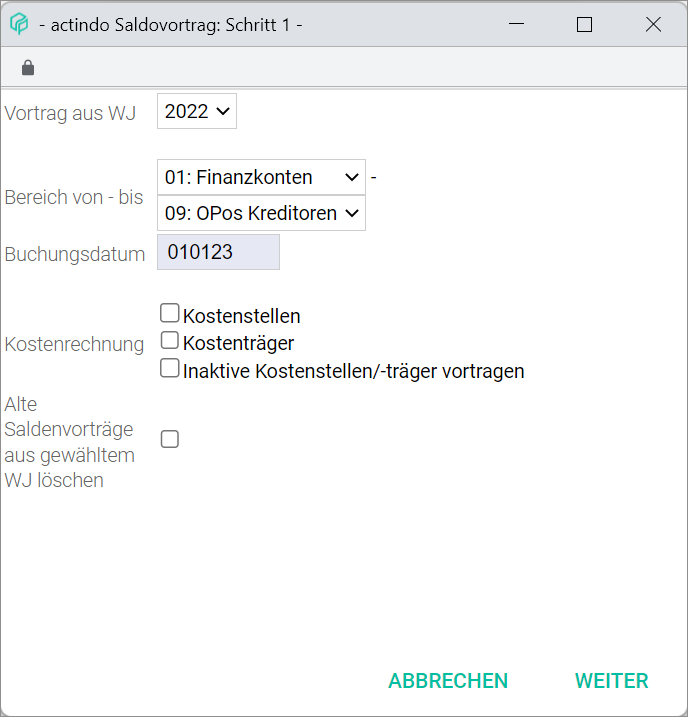 - actindo Saldovortrag: Schritt 1 -
Vortrag aus WJ 2022
Bereich von - bis 01: Finanzkonten -
09: OPos Kreditoren
Buchungsdatum 010123
Kostenrechnung
Kostenstellen
Kostenträger
Inaktive Kostenstellen/-träger vortragen
Alte
Saldenvorträge
aus gewähltem
WJ löschen
ABBRECHEN WEITER